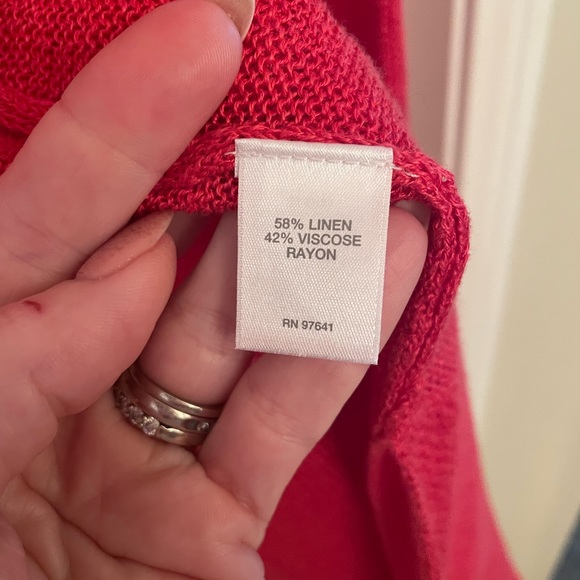 58% LINEN
42% VISCOSE
RAYON
RN 97641